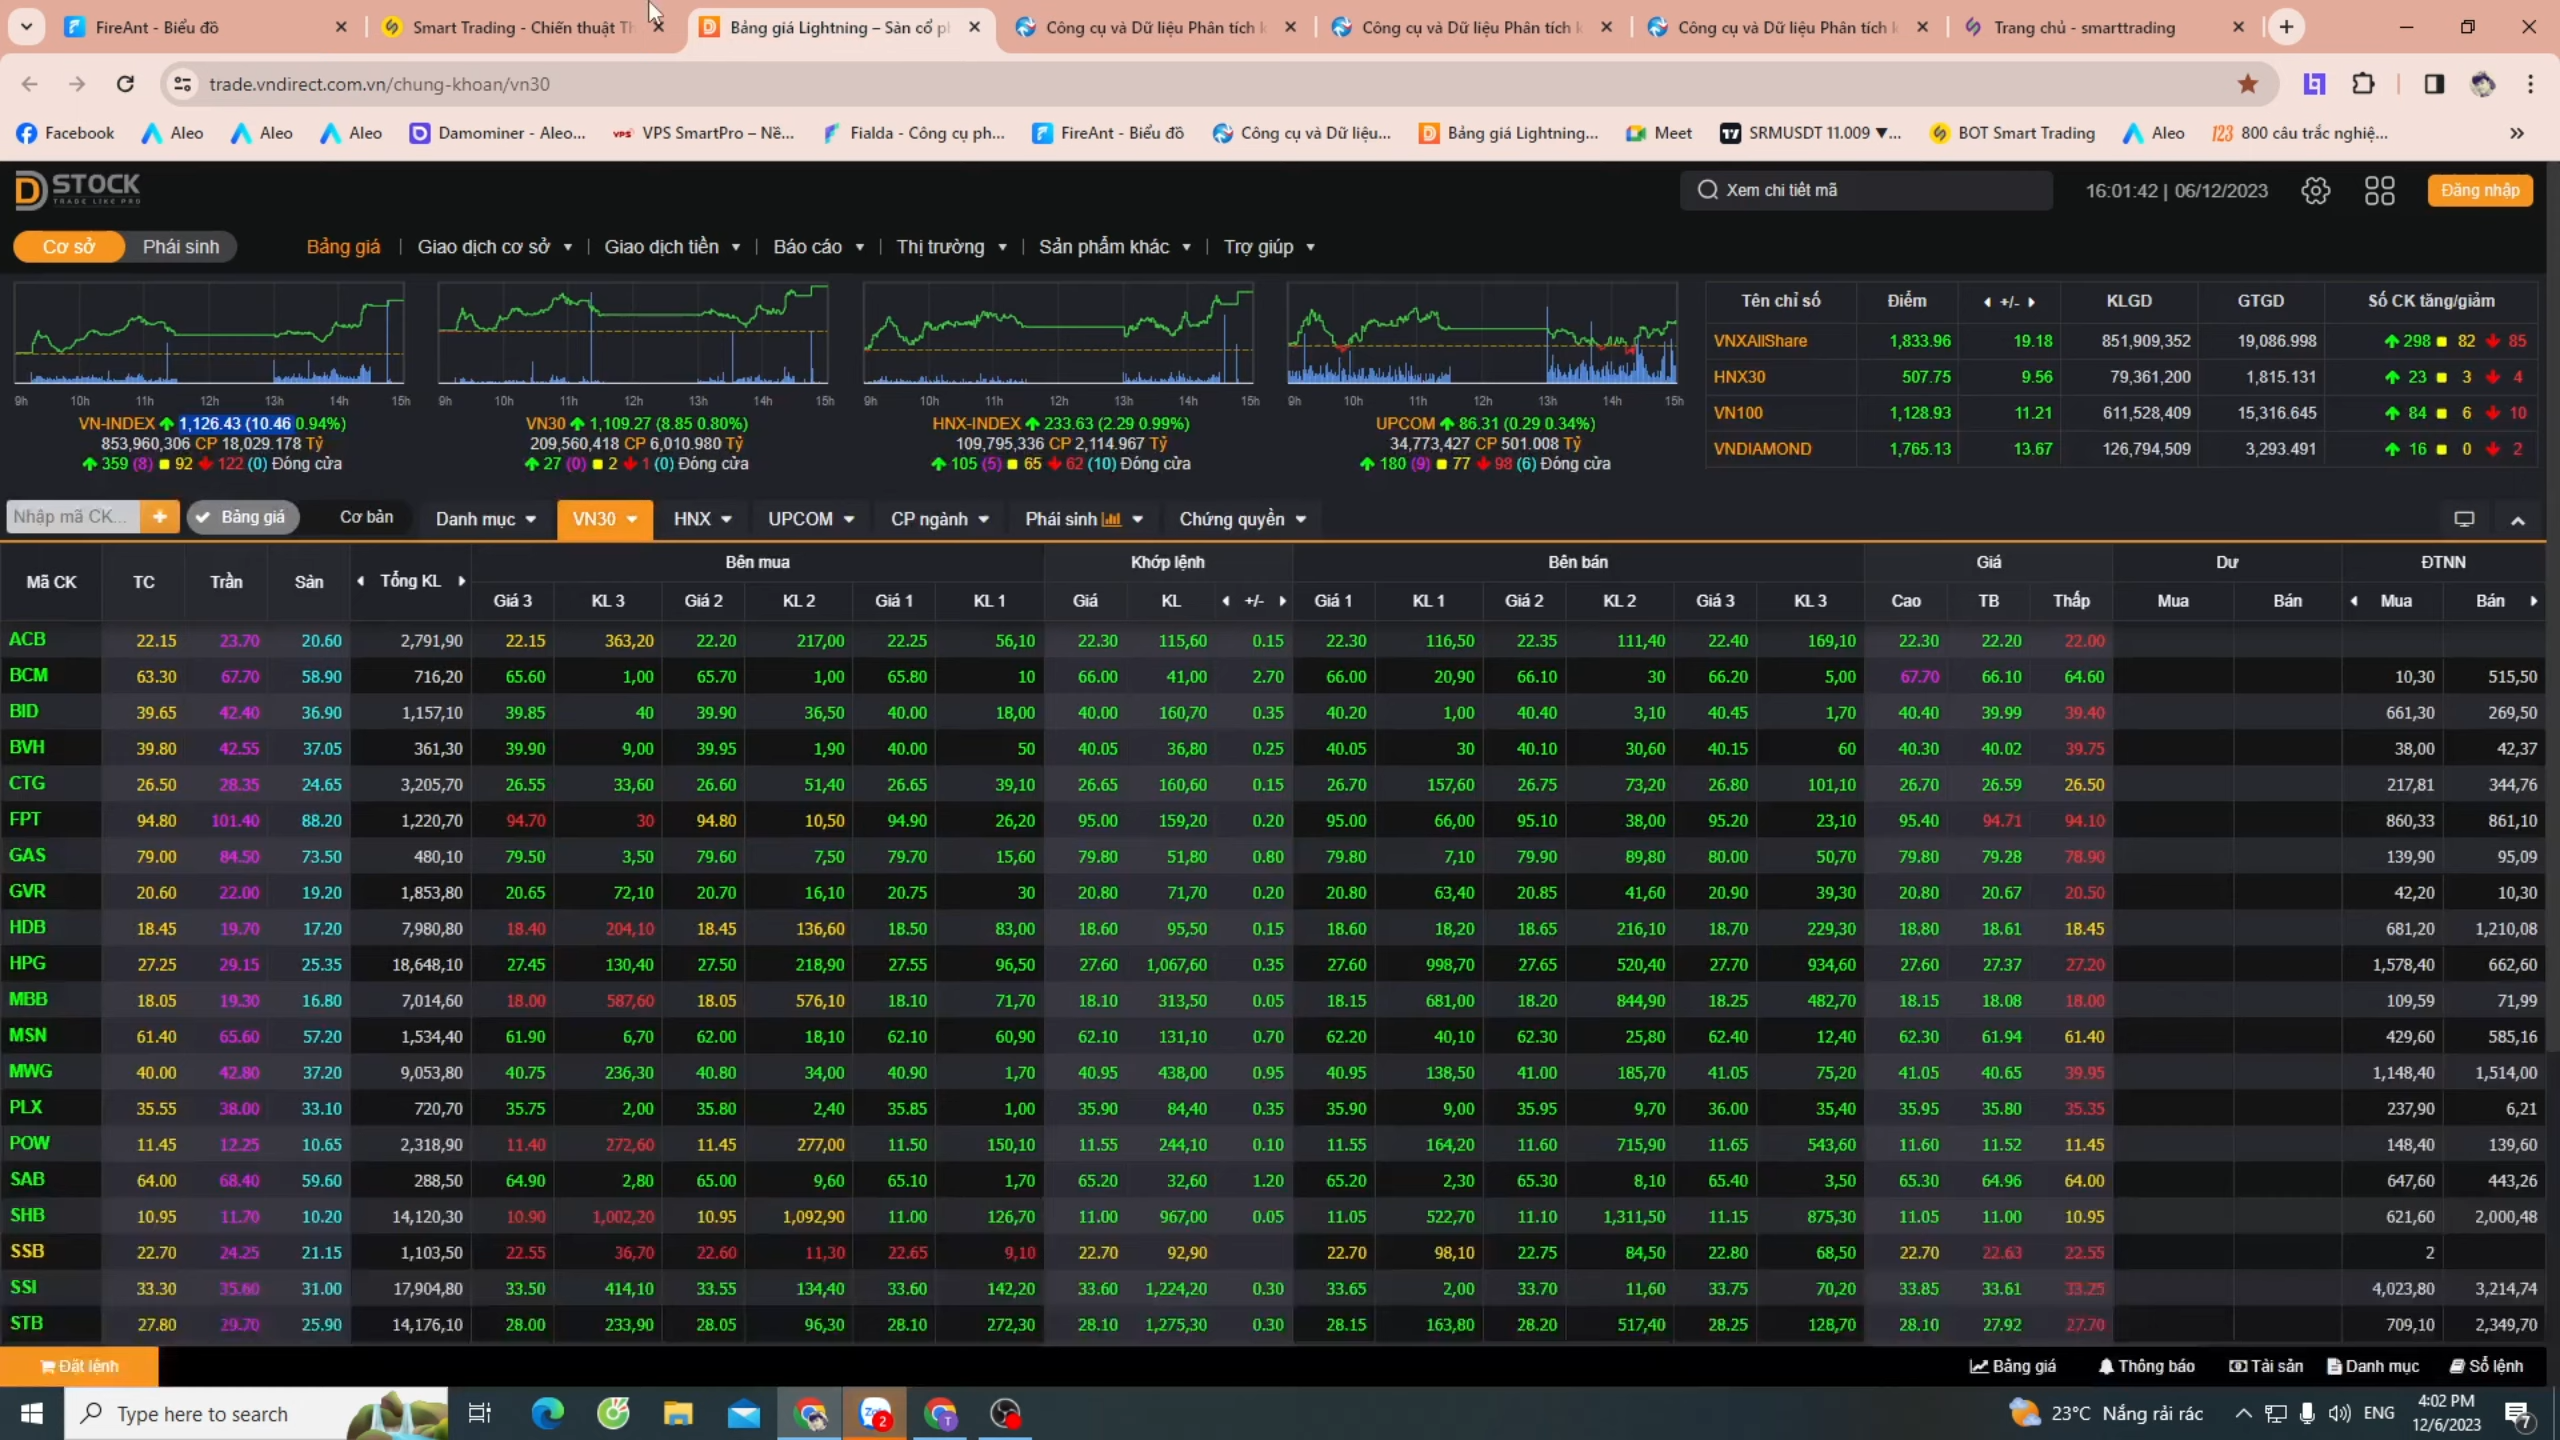 FireAnt - Biểu đồ
Smart Trading - Chiến thuật Th
Bảng giá Lightning – Sàn cổ ph
Công cụ và Dữ liệu Phân tích k
Công cụ và Dữ liệu Phân tích k
Công cụ và Dữ liệu Phân tích k
Trang chủ - smarttrading
trade.vndirect.com.vn/chung-khoan/vn30
Facebook Aleo Aleo Aleo Damominer - Aleo... VPS SmartPro – Nề... Fialda - Công cụ ph... FireAnt - Biểu đồ Công cụ và Dữ liệu... Bảng giá Lightning... Meet SRMUSDT 11.009 ▼... BOT Smart Trading Aleo 123 800 câu trắc nghiệ... »
D STOCK
TRADE LIKE PRO
Xem chi tiết mã
16:01:42 | 06/12/2023
Đăng nhập
Cơ sở Phái sinh Bảng giá | Giao dịch cơ sở | Giao dịch tiền | Báo cáo | Thị trường | Sản phẩm khác | Trợ giúp
9h 10h 11h 12h 13h 14h 15h
VN-INDEX 1,126.43 (10.46 0.94%)
853,960,306 CP 18,029.178 Tỷ
359 (8) 92 122 (0) Đóng cửa
9h 10h 11h 12h 13h 14h 15h
VN30 1,109.27 (8.85 0.80%)
209,560,418 CP 6,010.980 Tỷ
27 (0) 2 1 (0) Đóng cửa
9h 10h 11h 12h 13h 14h 15h
HNX-INDEX 233.63 (2.29 0.99%)
109,795,336 CP 2,114.967 Tỷ
105 (5) 65 62 (10) Đóng cửa
9h 10h 11h 12h 13h 14h 15h
UPCOM 86.31 (0.29 0.34%)
34,773,427 CP 501.008 Tỷ
180 (9) 77 98 (6) Đóng cửa
Tên chỉ số Điểm +/- KLGD GTGD Số CK tăng/giảm
VNXAllShare 1,833.96 19.18 851,909,352 19,086.998 298 82 85
HNX30 507.75 9.56 79,361,200 1,815.131 23 3 4
VN100 1,128.93 11.21 611,528,409 15,316.645 84 6 10
VNDIAMOND 1,765.13 13.67 126,794,509 3,293.491 16 0 2
Nhập mã CK... + Bảng giá Cơ bản Danh mục VN30 HNX UPCOM CP ngành Phái sinh Chứng quyền
Mã CK TC Trần Sàn Tổng KL Bên mua Khớp lệnh Bên bán Giá Dư ĐTNN
Giá 3 KL 3 Giá 2 KL 2 Giá 1 KL 1 Giá KL +/- Giá 1 KL 1 Giá 2 KL 2 Giá 3 KL 3 Cao TB Thấp Mua Bán Mua Bán
ACB 22.15 23.70 20.60 2,791,90 22.15 363,20 22.20 217,00 22.25 56,10 22.30 115,60 0.15 22.30 116,50 22.35 111,40 22.40 169,10 22.30 22.20 22.00
BCM 63.30 67.70 58.90 716,20 65.60 1,00 65.70 1,00 65.80 10 66.00 41,00 2.70 66.00 20,90 66.10 30 66.20 5,00 67.70 66.10 64.60 10,30 515,50
BID 39.65 42.40 36.90 1,157,10 39.85 40 39.90 36,50 40.00 18,00 40.00 160,70 0.35 40.20 1,00 40.40 3,10 40.45 1,70 40.40 39.99 39.40 661,30 269,50
BVH 39.80 42.55 37.05 361,30 39.90 9,00 39.95 1,90 40.00 50 40.05 36,80 0.25 40.05 30 40.10 30,60 40.15 60 40.30 40.02 39.75 38,00 42,37
CTG 26.50 28.35 24.65 3,205,70 26.55 33,60 26.60 51,40 26.65 39,10 26.65 160,60 0.15 26.70 157,60 26.75 73,20 26.80 101,10 26.70 26.59 26.50 217,81 344,76
FPT 94.80 101.40 88.20 1,220,70 94.70 30 94.80 10,50 94.90 26,20 95.00 159,20 0.20 95.00 66,00 95.10 38,00 95.20 23,10 95.40 94.71 94.10 860,33 861,10
GAS 79.00 84.50 73.50 480,10 79.50 3,50 79.60 7,50 79.70 15,60 79.80 51,80 0.80 79.80 7,10 79.90 89,80 80.00 50,70 79.80 79.28 78.90 139,90 95,09
GVR 20.60 22.00 19.20 1,853,80 20.65 72,10 20.70 16,10 20.75 30 20.80 71,70 0.20 20.80 63,40 20.85 41,60 20.90 39,30 20.80 20.67 20.50 42,20 10,30
HDB 18.45 19.70 17.20 7,980,80 18.40 204,10 18.45 136,60 18.50 83,00 18.60 95,50 0.15 18.60 18,20 18.65 216,10 18.70 229,30 18.80 18.61 18.45 681,20 1,210,08
HPG 27.25 29.15 25.35 18,648,10 27.45 130,40 27.50 218,90 27.55 96,50 27.60 1,067,60 0.35 27.60 998,70 27.65 520,40 27.70 934,60 27.60 27.37 27.20 1,578,40 662,60
MBB 18.05 19.30 16.80 7,014,60 18.00 587,60 18.05 576,10 18.10 71,70 18.10 313,50 0.05 18.15 681,00 18.20 844,90 18.25 482,70 18.15 18.08 18.00 109,59 71,99
MSN 61.40 65.60 57.20 1,534,40 61.90 6,70 62.00 18,10 62.10 60,90 62.10 131,10 0.70 62.20 40,10 62.30 25,80 62.40 12,40 62.30 61.94 61.40 429,60 585,16
MWG 40.00 42.80 37.20 9,053,80 40.75 236,30 40.80 34,00 40.90 1,70 40.95 438,00 0.95 40.95 138,50 41.00 185,70 41.05 75,20 41.05 40.65 39.95 1,148,40 1,514,00
PLX 35.55 38.00 33.10 720,70 35.75 2,00 35.80 2,40 35.85 1,00 35.90 84,40 0.35 35.90 9,00 35.95 9,70 36.00 35,40 35.95 35.80 35.35 237,90 6,21
POW 11.45 12.25 10.65 2,318,90 11.40 272,60 11.45 277,00 11.50 150,10 11.55 244,10 0.10 11.55 164,20 11.60 715,90 11.65 543,60 11.60 11.52 11.45 148,40 139,60
SAB 64.00 68.40 59.60 288,50 64.90 2,80 65.00 9,60 65.10 1,70 65.20 32,60 1.20 65.20 2,30 65.30 8,10 65.40 3,50 65.30 64.96 64.00 647,60 443,26
SHB 10.95 11.70 10.20 14,120,30 10.90 1,002,20 10.95 1,092,90 11.00 126,70 11.00 967,00 0.05 11.05 522,70 11.10 1,311,50 11.15 875,30 11.05 11.00 10.95 621,60 2,000,48
SSB 22.70 24.25 21.15 1,103,50 22.55 36,70 22.60 11,30 22.65 9,10 22.70 92,90 22.70 98,10 22.75 84,50 22.80 68,50 22.70 22.63 22.55 2
SSI 33.30 35.60 31.00 17,904,80 33.50 414,10 33.55 134,40 33.60 142,20 33.60 1,224,20 0.30 33.65 2,00 33.70 11,60 33.75 70,20 33.85 33.61 33.25 4,023,80 3,214,74
STB 27.80 29.70 25.90 14,176,10 28.00 233,90 28.05 96,30 28.10 272,30 28.10 1,275,30 0.30 28.15 163,80 28.20 517,40 28.25 128,70 28.10 27.92 27.70 709,10 2,349,70
Đặt lệnh Bảng giá Thông báo Tài sản Danh mục Sổ lệnh
Type here to search
Zalo 2
T
23°C Nắng rải rác
ENG
4:02 PM
12/6/2023
7